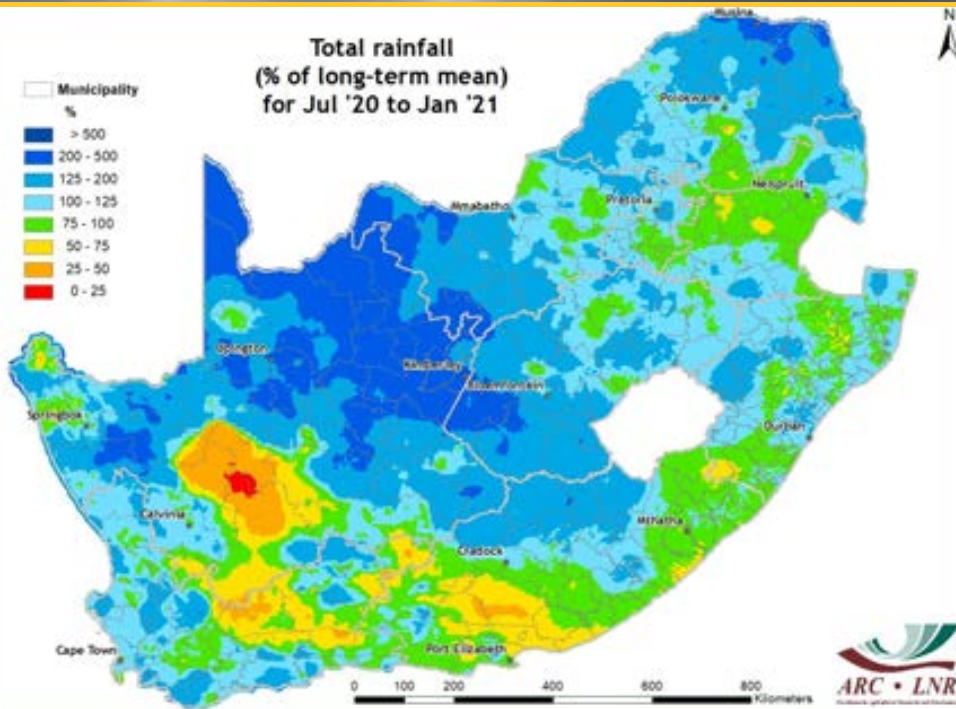 Musina
N
Total rainfall
(% of long-term mean)
for Jul '20 to Jan '21
Municipality
%
> 500
200 - 500
125 - 200
100 - 125
75 - 100
50 - 75
25 - 50
0 - 25
Polokwane
Nelspruit
Mmabatho
Pretoria
Upington
Kimberley
Bloemfontein
Springbok
Durban
Calvinia
Mthatha
Cradock
Cape Town
Port Elizabeth
0 100 200 400 600 800
Kilometers
ARC • LNR